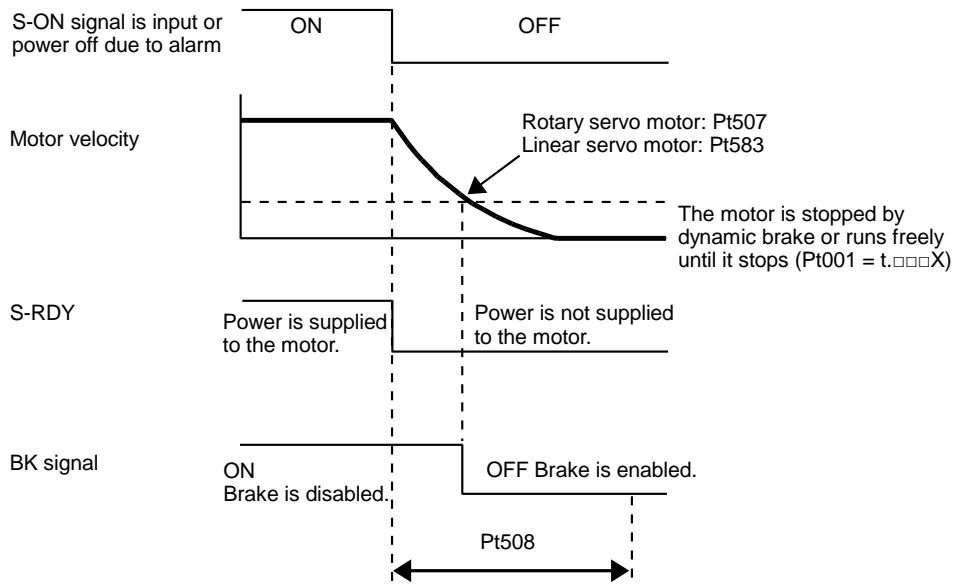 S-ON signal is input or
power off due to alarm
ON
OFF
Motor velocity
Rotary servo motor: Pt507
Linear servo motor: Pt583
The motor is stopped by
dynamic brake or runs freely
until it stops (Pt001 = t.□□□X)
S-RDY
Power is supplied
to the motor.
Power is not supplied
to the motor.
BK signal
ON
Brake is disabled.
OFF Brake is enabled.
Pt508